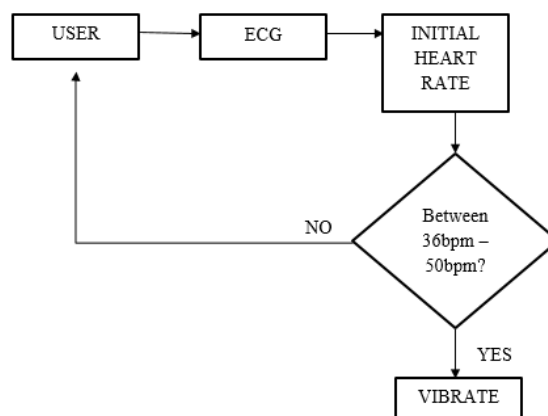 USER
ECG
INITIAL
HEART
RATE
Between
36bpm –
50bpm?
NO
YES
VIBRATE